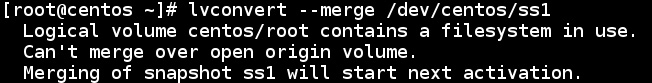 [root@centos ~]# lvconvert --merge /dev/centos/ss1
Logical volume centos/root contains a filesystem in use.
Can't merge over open origin volume.
Merging of snapshot ss1 will start next activation.